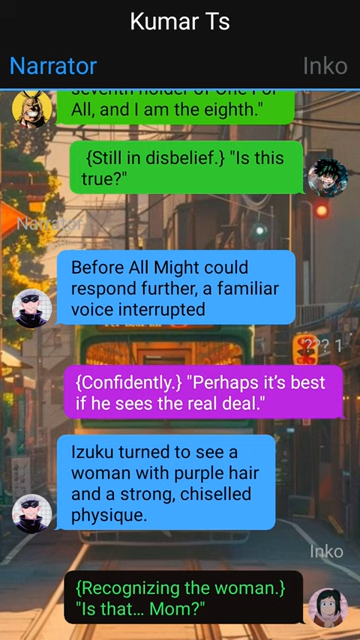 Kumar Ts
Narrator
Inko
seventh holder of One For
All, and I am the eighth."
{Still in disbelief.} "Is this
true?"
Narrator
Before All Might could
respond further, a familiar
voice interrupted
??? 1
{Confidently.} "Perhaps it's best
if he sees the real deal."
Izuku turned to see a
woman with purple hair
and a strong, chiselled
physique.
Inko
{Recognizing the woman.}
"Is that… Mom?"